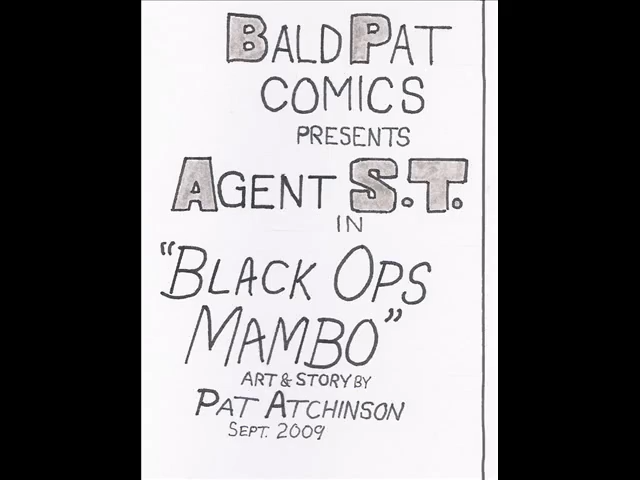 BALD PAT
COMICS
PRESENTS
AGENT S.T.
IN
"BLACK OPS
MAMBO"
ART & STORY BY
PAT ATCHINSON
SEPT. 2009